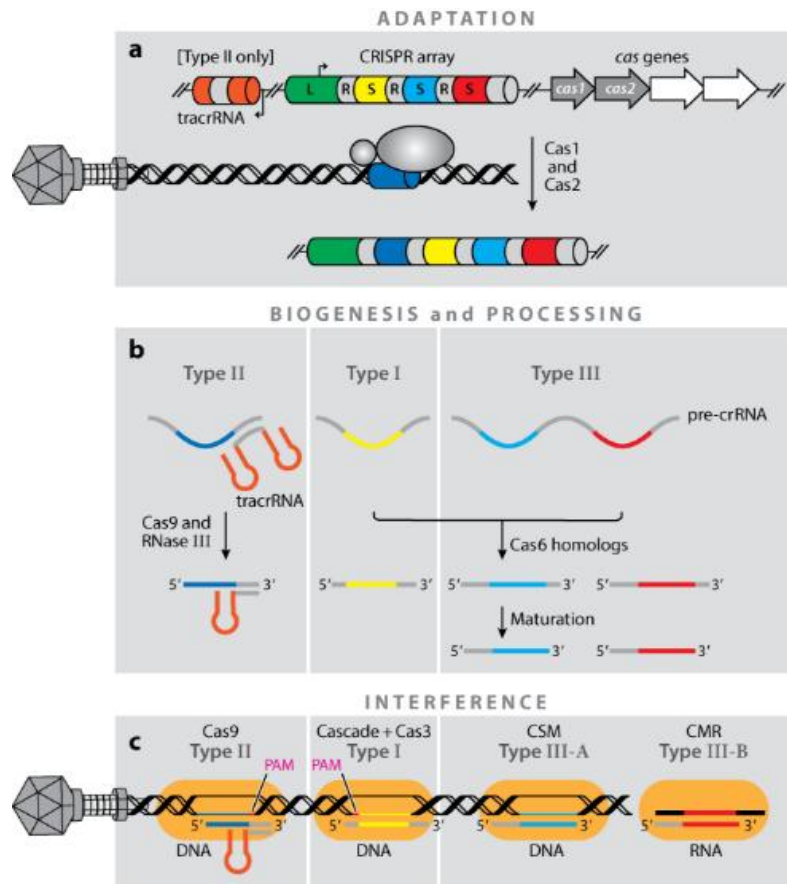 ADAPTATION
a
[Type II only]
CRISPR array
cas genes
L R S R S R S
cas1 cas2
tracrRNA
Cas1
and
Cas2
BIOGENESIS and PROCESSING
b
Type II
Type I
Type III
pre-crRNA
tracrRNA
Cas9 and
RNase III
Cas6 homologs
5′ 3′ 5′ 3′ 5′ 3′ 5′ 3′
Maturation
5′ 3′ 5′ 3′
INTERFERENCE
c
Cas9
Type II
Cascade + Cas3
Type I
CSM
Type III-A
CMR
Type III-B
PAM PAM
5′ 3′ 5′ 3′ 5′ 3′ 5′ 3′
DNA DNA DNA RNA